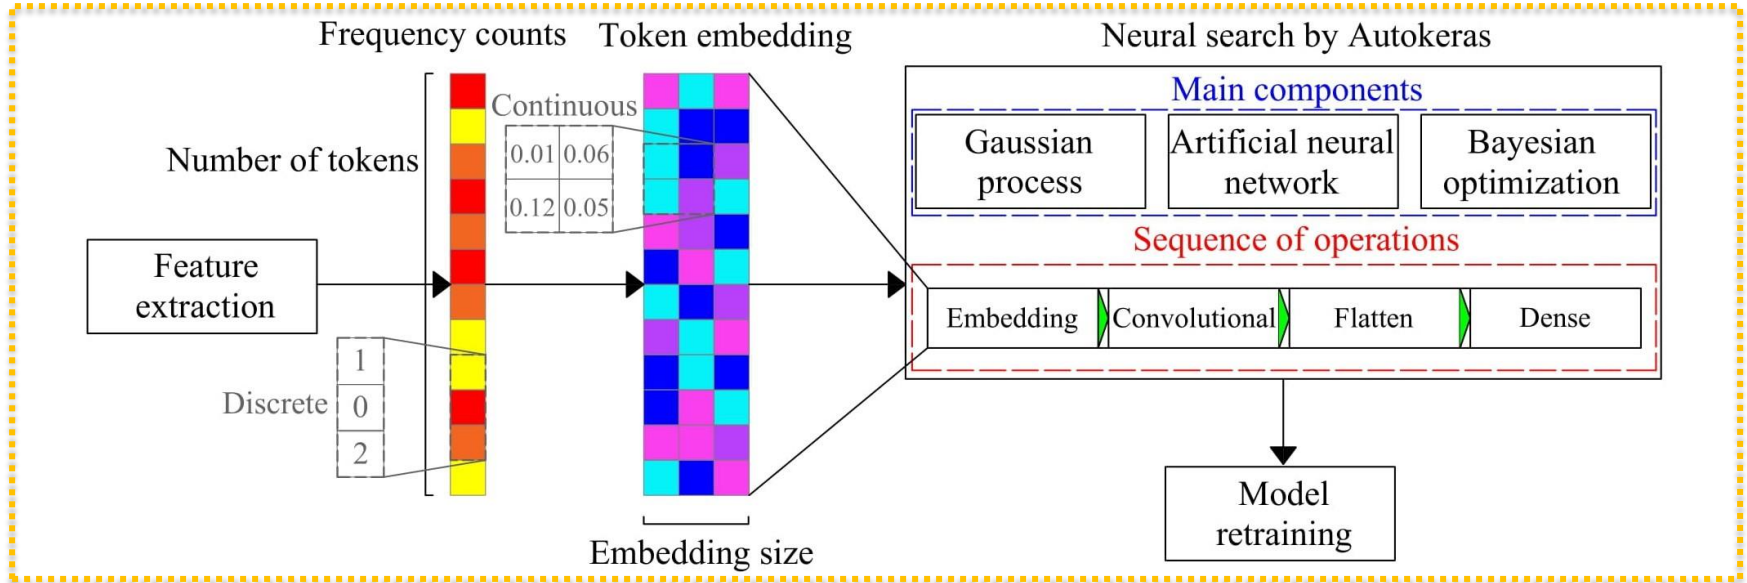 Frequency counts
Token embedding
Neural search by Autokeras
Main components
Continuous
Gaussian
process
Artificial neural
network
Bayesian
optimization
0.01 0.06
0.12 0.05
Number of tokens
Sequence of operations
Feature
extraction
Embedding
Convolutional
Flatten
Dense
Discrete
1
0
2
Model
retraining
Embedding size